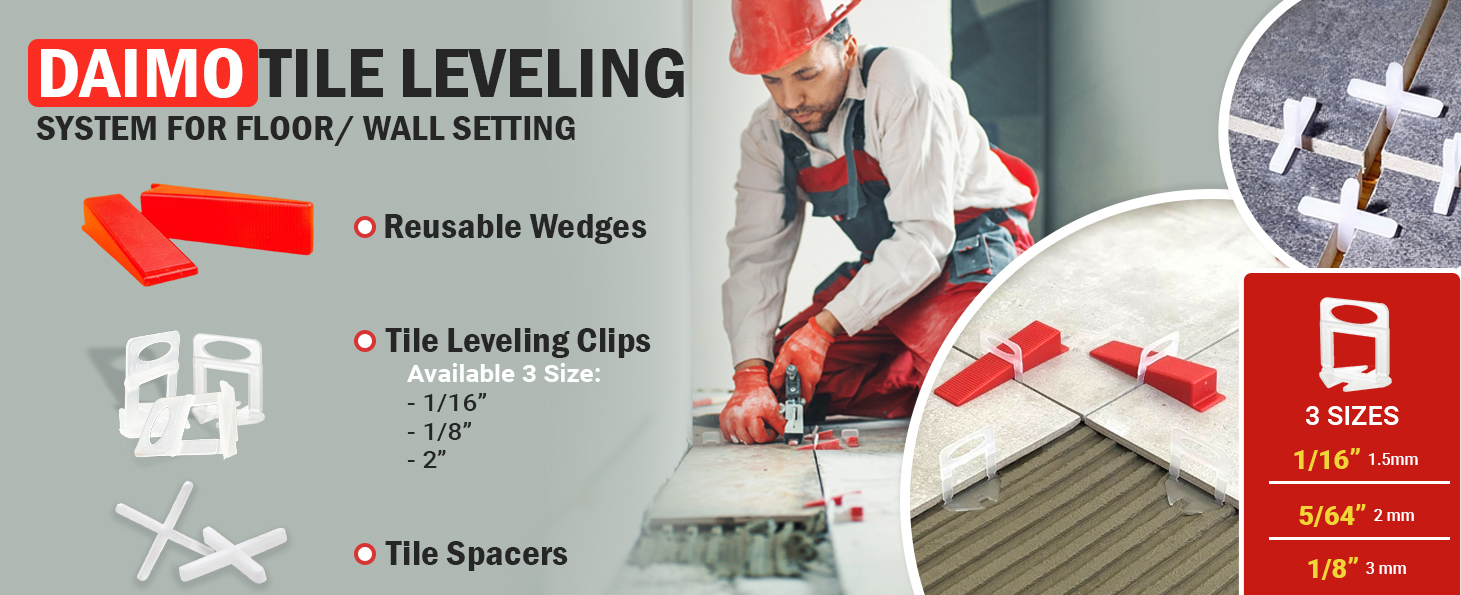 DAIMO TILE LEVELING
SYSTEM FOR FLOOR/ WALL SETTING
Reusable Wedges
Tile Leveling Clips
Available 3 Size:
- 1/16”
- 1/8”
- 2”
Tile Spacers
3 SIZES
1/16” 1.5mm
5/64” 2 mm
1/8” 3 mm